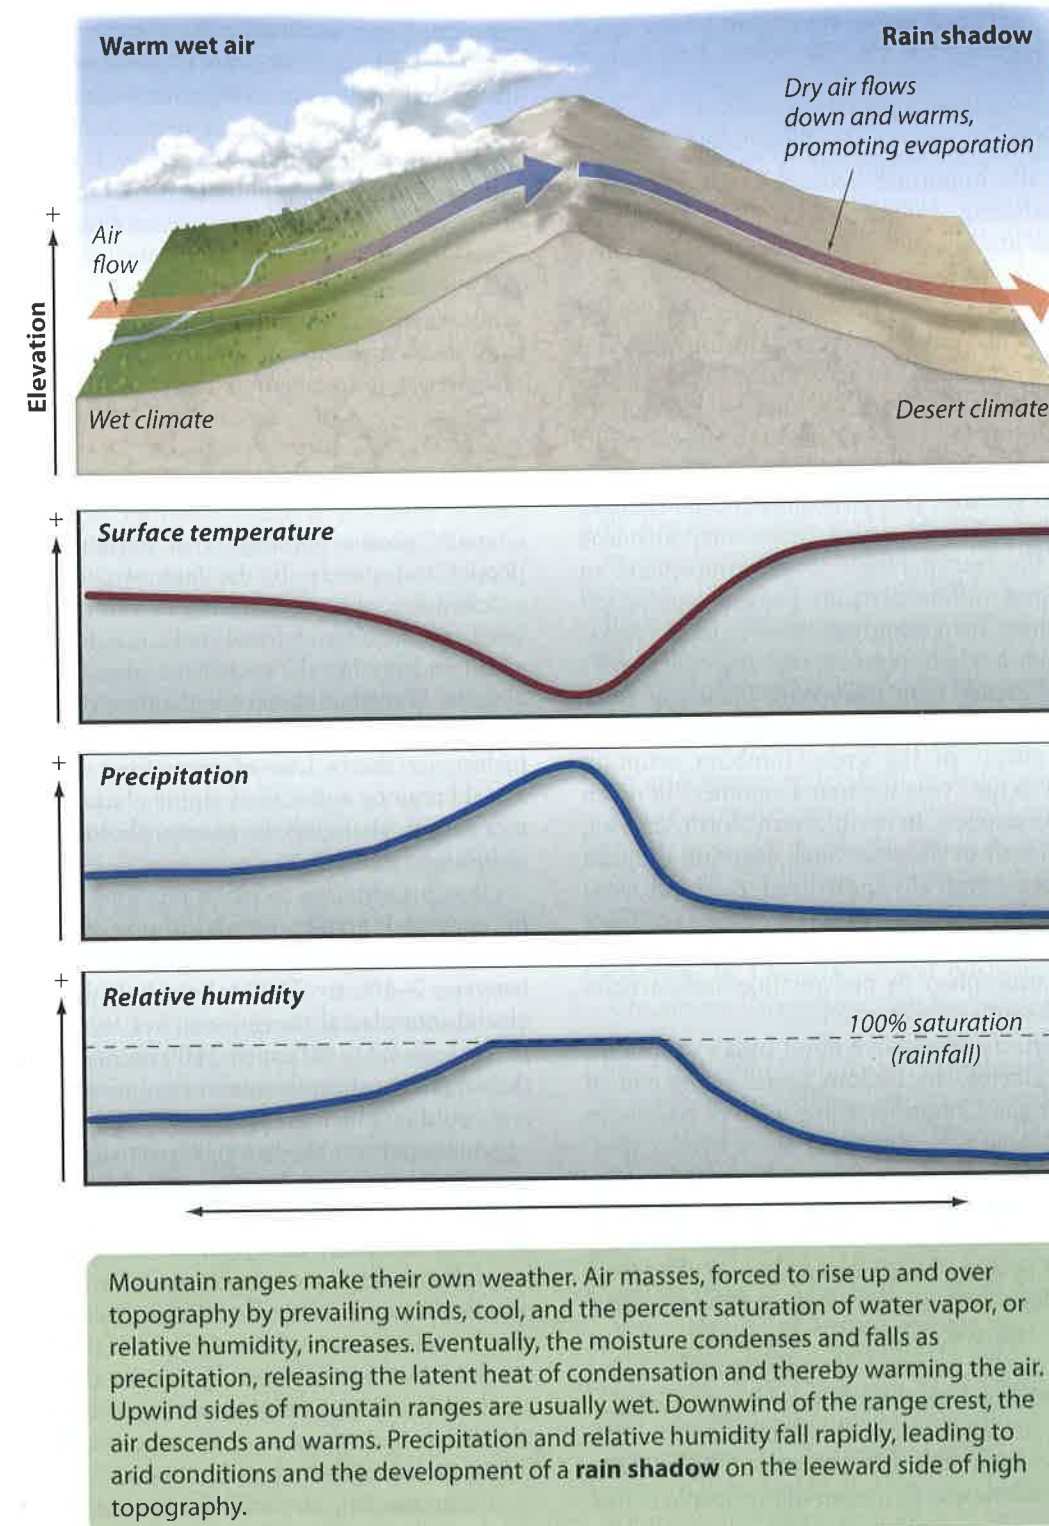 Warm wet air
Rain shadow
Dry air flows
down and warms,
promoting evaporation
+
Air
flow
Elevation
Wet climate
Desert climate
+
Surface temperature
+
Precipitation
+
Relative humidity
100% saturation
(rainfall)
Mountain ranges make their own weather. Air masses, forced to rise up and over
topography by prevailing winds, cool, and the percent saturation of water vapor, or
relative humidity, increases. Eventually, the moisture condenses and falls as
precipitation, releasing the latent heat of condensation and thereby warming the air.
Upwind sides of mountain ranges are usually wet. Downwind of the range crest, the
air descends and warms. Precipitation and relative humidity fall rapidly, leading to
arid conditions and the development of a rain shadow on the leeward side of high
topography.